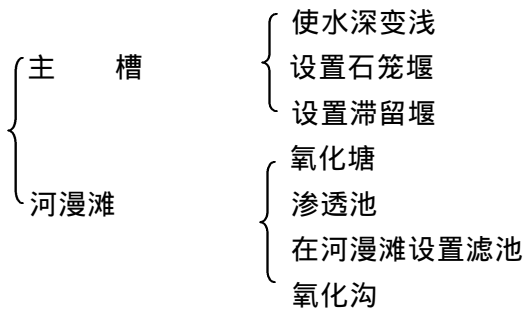 主 槽
使水深变浅
设置石笼堰
设置滞留堰
河漫滩
氧化塘
渗透池
在河漫滩设置滤池
氧化沟